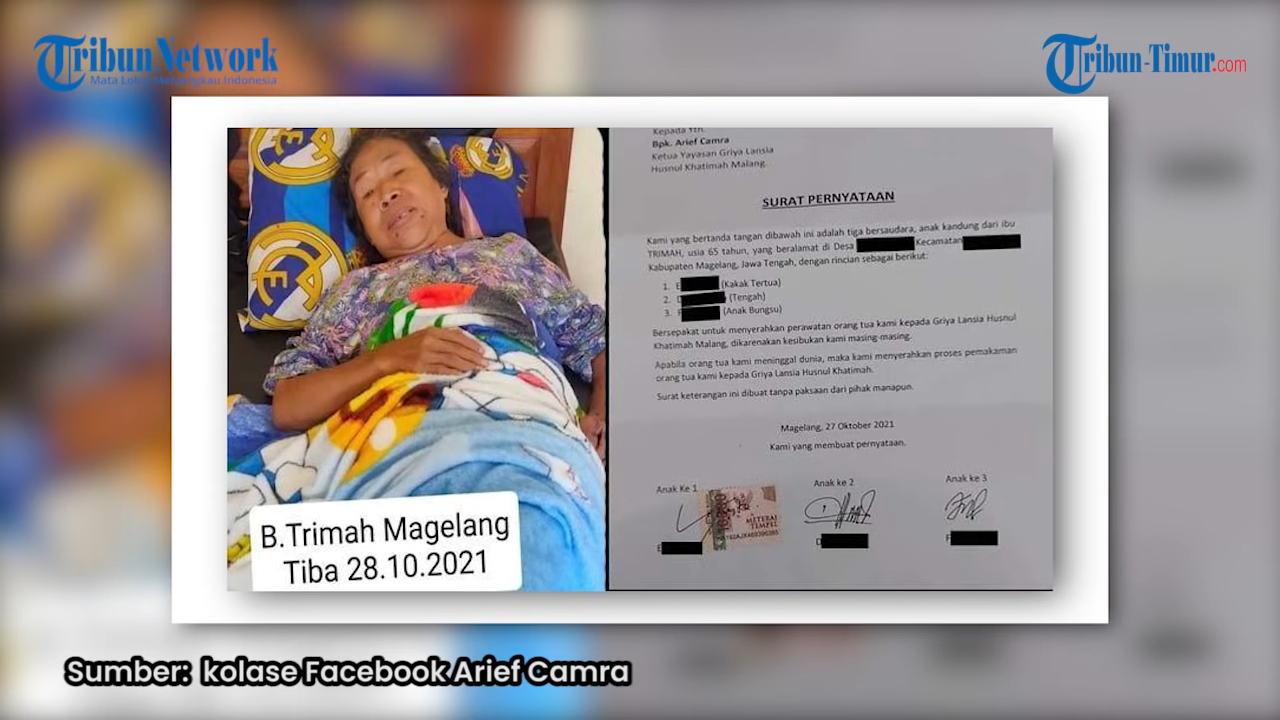 Tribun Network
Mata Lokal Menjangkau Indonesia
Tribun-Timur.com
B.Trimah Magelang
Tiba 28.10.2021
Kepada Yth.
Bpk. Arief Camra
Ketua Yayasan Griya Lansia
Husnul Khatimah Malang.
SURAT PERNYATAAN
Kami yang bertanda tangan dibawah ini adalah tiga bersaudara, anak kandung dari ibu
TRIMAH, usia 65 tahun, yang beralamat di Desa Kecamatan
Kabupaten Magelang, Jawa Tengah, dengan rincian sebagai berikut:
1. E (Kakak Tertua)
2. D (Tengah)
3. F (Anak Bungsu)
Bersepakat untuk menyerahkan perawatan orang tua kami kepada Griya Lansia Husnul
Khatimah Malang, dikarenakan kesibukan kami masing-masing.
Apabila orang tua kami meninggal dunia, maka kami menyerahkan proses pemakaman
orang tua kami kepada Griya Lansia Husnul Khatimah.
Surat keterangan ini dibuat tanpa paksaan dari pihak manapun.
Magelang, 27 Oktober 2021
Kami yang membuat pernyataan.
Anak Ke 1
Anak ke 2
Anak ke 3
METERAI
TEMPEL
E
D
F
Sumber: kolase Facebook Arief Camra